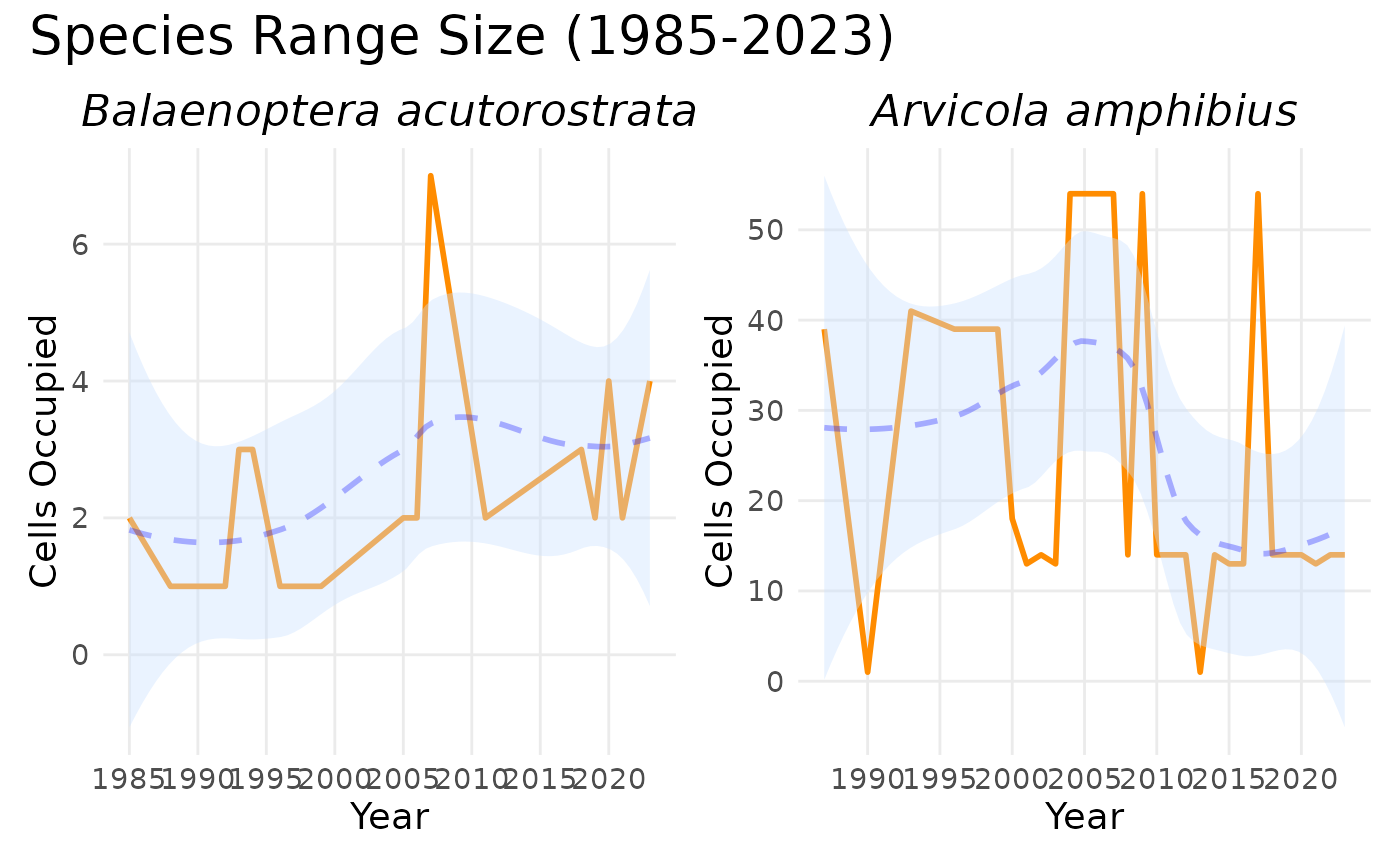 Species Range Size (1985-2023)
Balaenoptera acutorostrata
Cells Occupied
6
4
2
0
1985 1990 1995 2000 2005 2010 2015 2020
Year
Arvicola amphibius
Cells Occupied
50
40
30
20
10
0
1990 1995 2000 2005 2010 2015 2020
Year